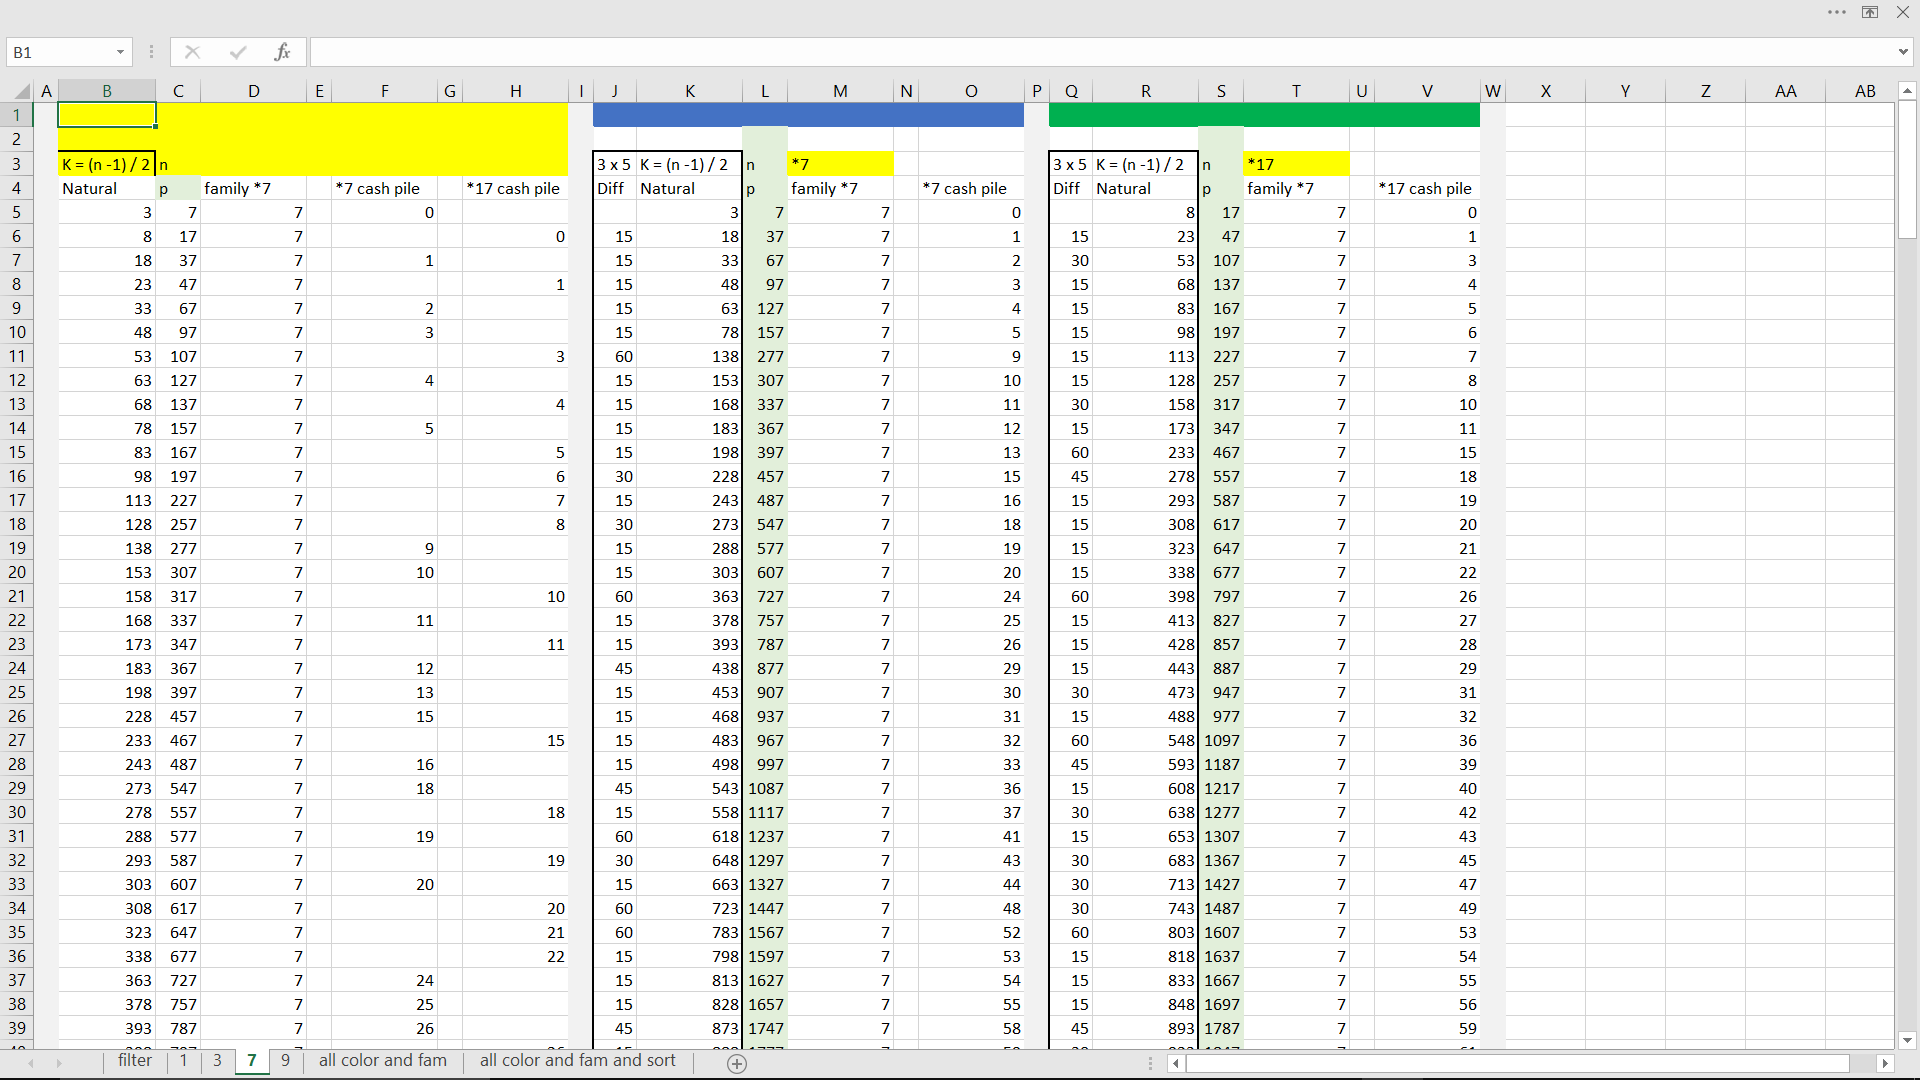 B1
fx
A B C D E F G H I J K L M N O P Q R S T U V W X Y Z AA AB
1
2
3 K = (n -1) / 2 n 3 x 5 K = (n -1) / 2 n *7 3 x 5 K = (n -1) / 2 n *17
4 Natural p family *7 *7 cash pile *17 cash pile Diff Natural p family *7 *7 cash pile Diff Natural p family *7 *17 cash pile
5 3 7 7 0 3 7 7 0 8 17 7 0
6 8 17 7 0 15 18 37 7 1 15 23 47 7 1
7 18 37 7 1 15 33 67 7 2 30 53 107 7 3
8 23 47 7 1 15 48 97 7 3 15 68 137 7 4
9 33 67 7 2 15 63 127 7 4 15 83 167 7 5
10 48 97 7 3 15 78 157 7 5 15 98 197 7 6
11 53 107 7 3 60 138 277 7 9 15 113 227 7 7
12 63 127 7 4 15 153 307 7 10 15 128 257 7 8
13 68 137 7 4 15 168 337 7 11 30 158 317 7 10
14 78 157 7 5 15 183 367 7 12 15 173 347 7 11
15 83 167 7 5 15 198 397 7 13 60 233 467 7 15
16 98 197 7 6 30 228 457 7 15 45 278 557 7 18
17 113 227 7 7 15 243 487 7 16 15 293 587 7 19
18 128 257 7 8 30 273 547 7 18 15 308 617 7 20
19 138 277 7 9 15 288 577 7 19 15 323 647 7 21
20 153 307 7 10 15 303 607 7 20 15 338 677 7 22
21 158 317 7 10 60 363 727 7 24 60 398 797 7 26
22 168 337 7 11 15 378 757 7 25 15 413 827 7 27
23 173 347 7 11 15 393 787 7 26 15 428 857 7 28
24 183 367 7 12 45 438 877 7 29 15 443 887 7 29
25 198 397 7 13 15 453 907 7 30 30 473 947 7 31
26 228 457 7 15 15 468 937 7 31 15 488 977 7 32
27 233 467 7 15 15 483 967 7 32 60 548 1097 7 36
28 243 487 7 16 15 498 997 7 33 45 593 1187 7 39
29 273 547 7 18 45 543 1087 7 36 15 608 1217 7 40
30 278 557 7 18 15 558 1117 7 37 30 638 1277 7 42
31 288 577 7 19 60 618 1237 7 41 15 653 1307 7 43
32 293 587 7 19 30 648 1297 7 43 30 683 1367 7 45
33 303 607 7 20 15 663 1327 7 44 30 713 1427 7 47
34 308 617 7 20 60 723 1447 7 48 30 743 1487 7 49
35 323 647 7 21 60 783 1567 7 52 60 803 1607 7 53
36 338 677 7 22 15 798 1597 7 53 15 818 1637 7 54
37 363 727 7 24 15 813 1627 7 54 15 833 1667 7 55
38 378 757 7 25 15 828 1657 7 55 15 848 1697 7 56
39 393 787 7 26 45 873 1747 7 58 45 893 1787 7 59
filter 1 3 7 9 all color and fam all color and fam and sort